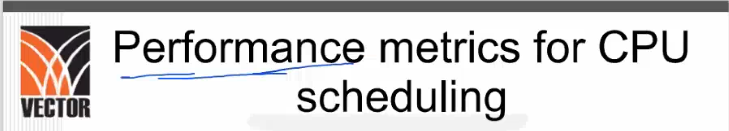 Performance metrics for CPU
scheduling
VECTOR